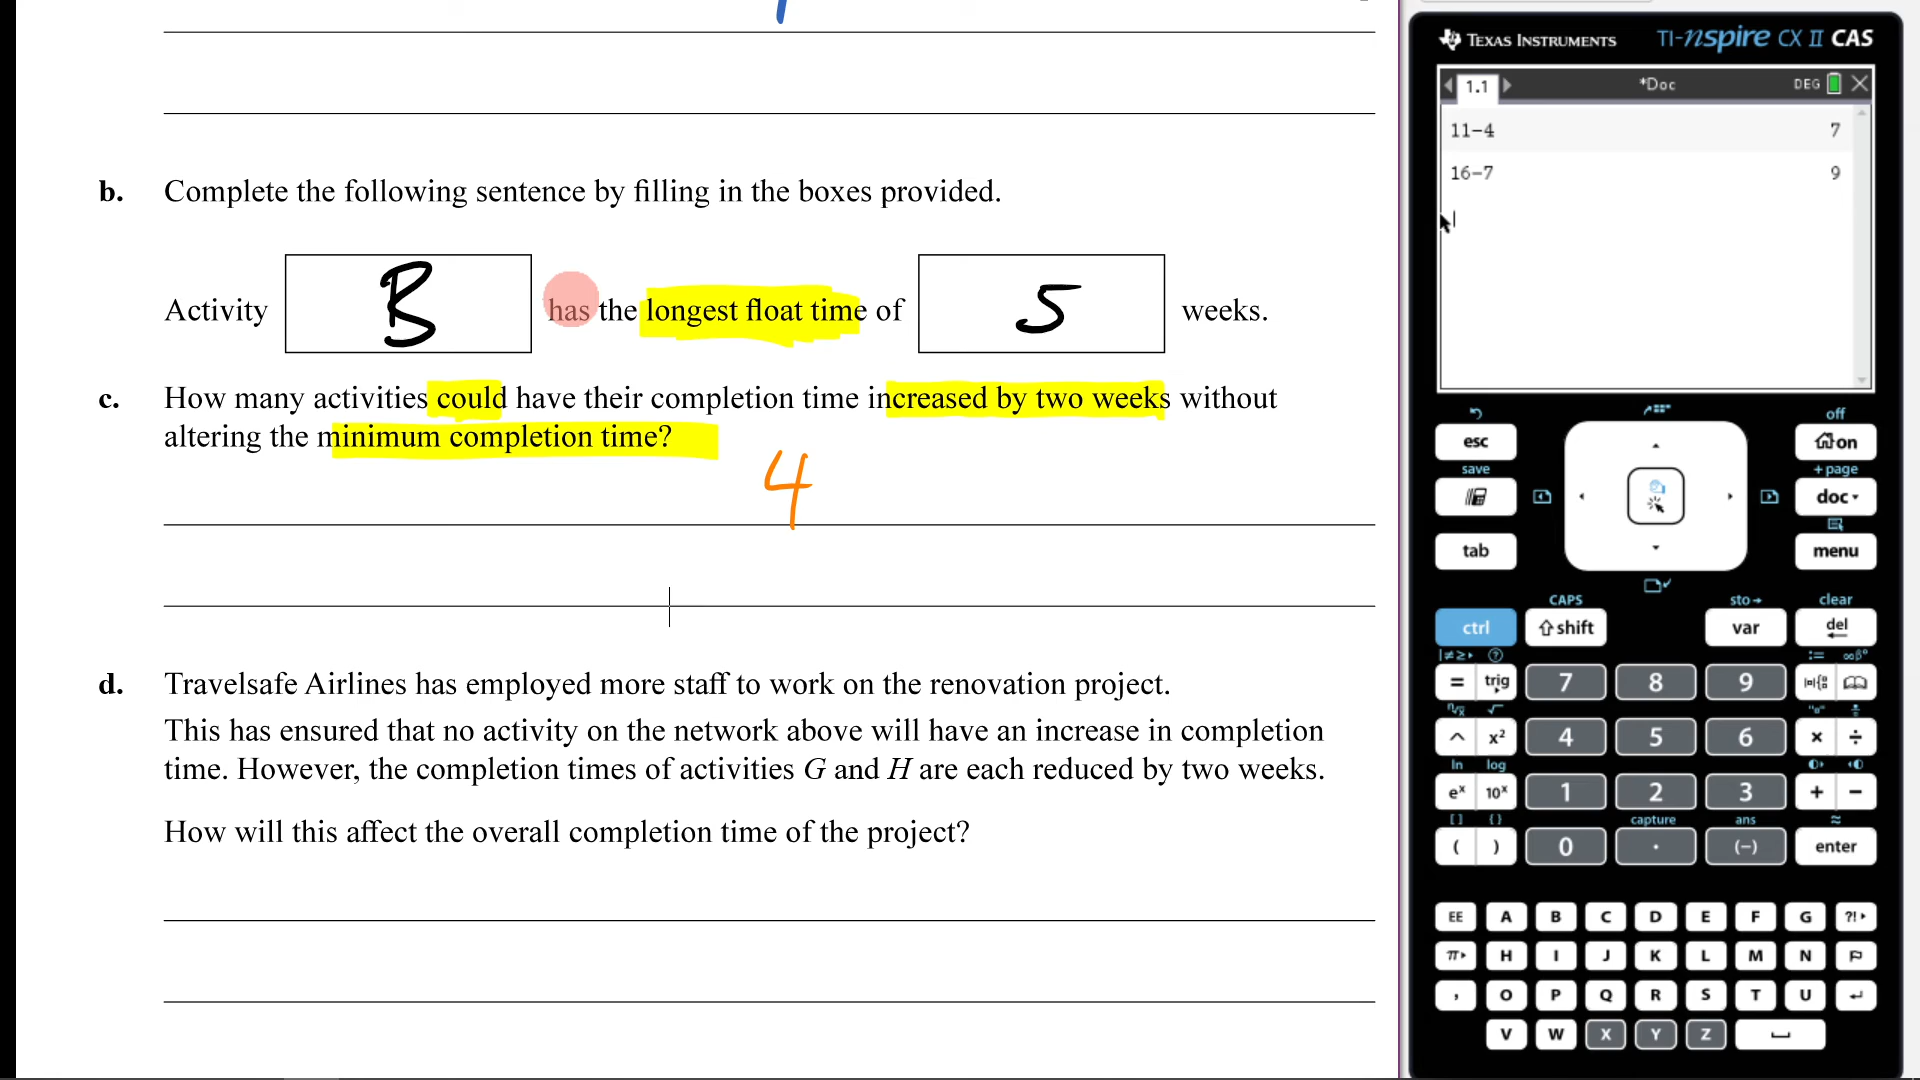 b. Complete the following sentence by filling in the boxes provided.
Activity B has the longest float time of 5 weeks.
c. How many activities could have their completion time increased by two weeks without
altering the minimum completion time?
4
d. Travelsafe Airlines has employed more staff to work on the renovation project.
This has ensured that no activity on the network above will have an increase in completion
time. However, the completion times of activities G and H are each reduced by two weeks.
How will this affect the overall completion time of the project?
TEXAS INSTRUMENTS TI-nspire CX II CAS
1.1 *Doc DEG
11-4 7
16-7 9
off
esc on
save + page
doc
tab menu
CAPS sto→ clear
ctrl shift var del
= trig 7 8 9
^ x² 4 5 6 × ÷
ln log
eˣ 10ˣ 1 2 3 + −
[ ] { } capture ans ≈
( ) 0 . (−) enter
EE A B C D E F G ?!
π H I J K L M N
, O P Q R S T U
V W X Y Z